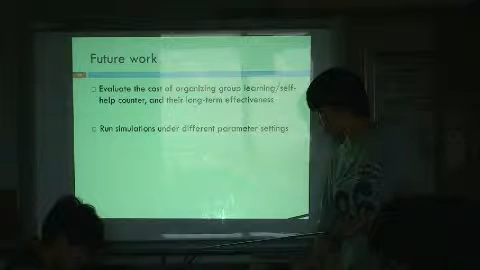 Future work
□ Evaluate the cost of organizing group learning/self-
help counter, and their long-term effectiveness
□ Run simulations under different parameter settings